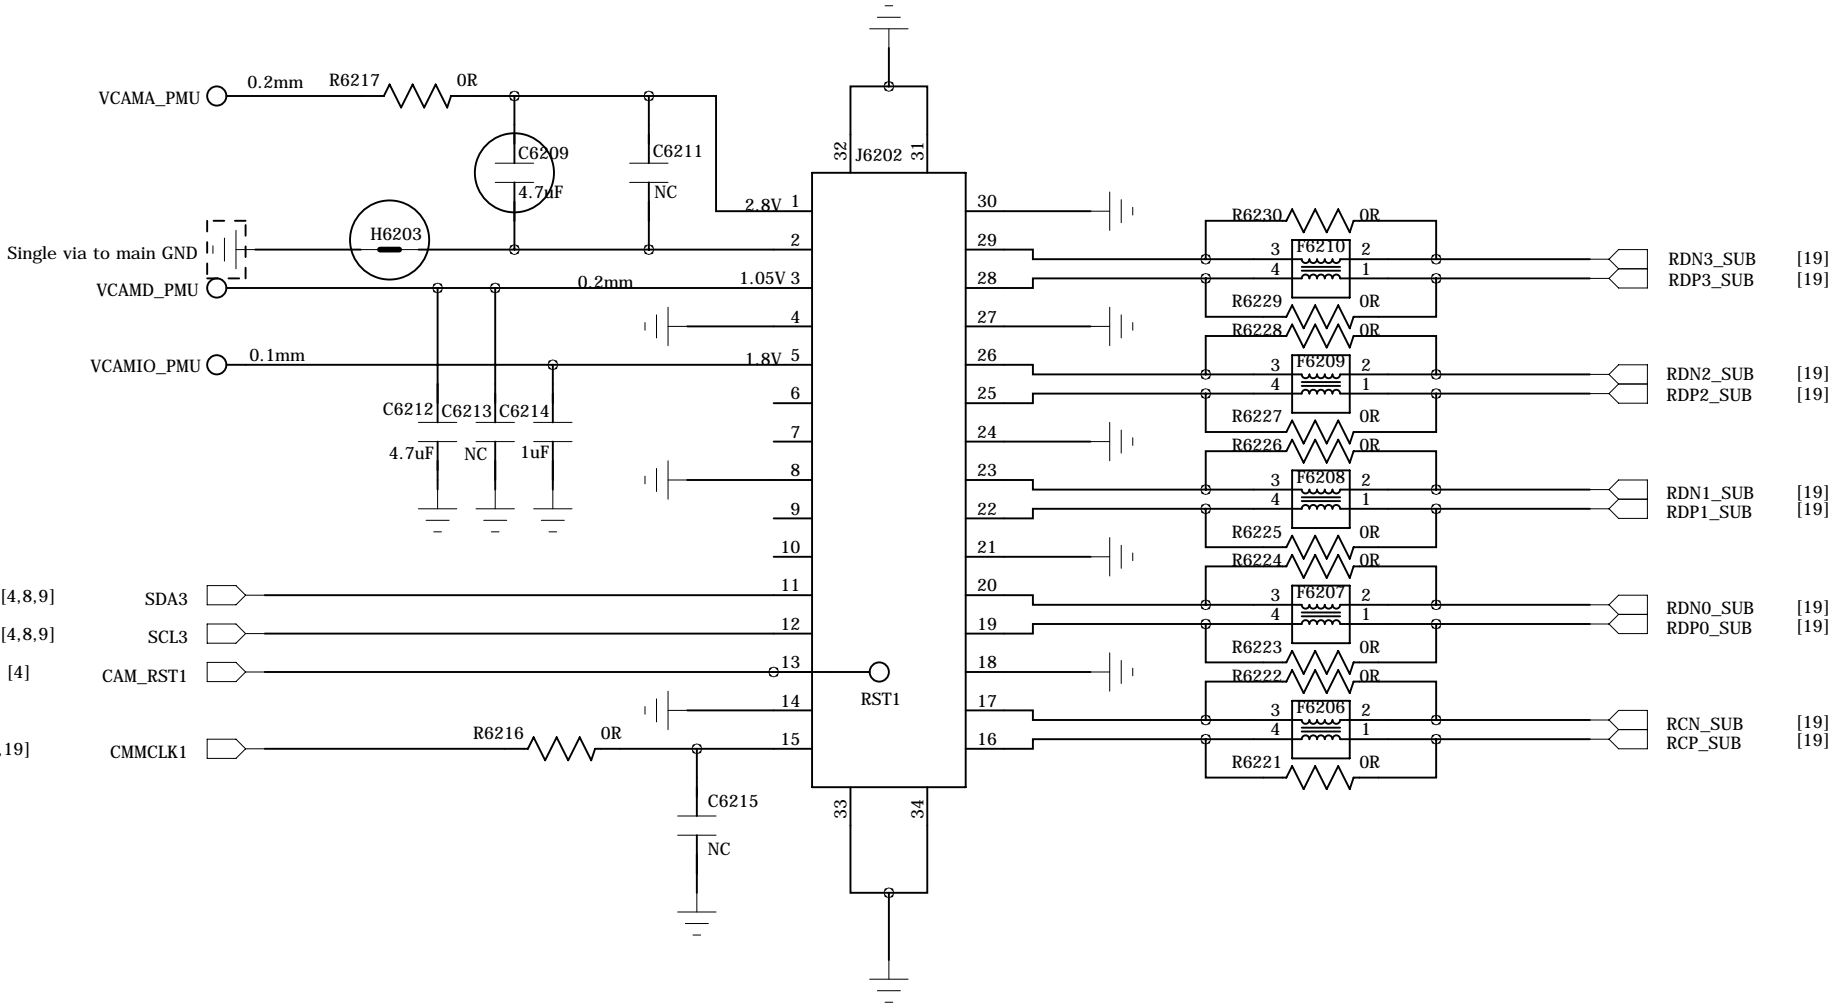 VCAMA_PMU
0.2mm
R6217
0R
C6209
4.7uF
C6211
NC
32
J6202
31
2.8V
1
H6203
2
Single via to main GND
VCAMD_PMU
0.2mm
1.05V
3
4
VCAMIO_PMU
0.1mm
1.8V
5
6
C6212
C6213
C6214
4.7uF
NC
1uF
7
8
9
10
[4,8,9]
SDA3
11
[4,8,9]
SCL3
12
[4]
CAM_RST1
13
RST1
14
,19]
CMMCLK1
R6216
0R
15
C6215
NC
33
34
30
29
28
27
26
25
24
23
22
21
20
19
18
17
16
R6230
0R
3
F6210
2
4
1
R6229
0R
RDN3_SUB
[19]
RDP3_SUB
[19]
R6228
0R
3
F6209
2
4
1
R6227
0R
RDN2_SUB
[19]
RDP2_SUB
[19]
R6226
0R
3
F6208
2
4
1
R6225
0R
RDN1_SUB
[19]
RDP1_SUB
[19]
R6224
0R
3
F6207
2
4
1
R6223
0R
RDN0_SUB
[19]
RDP0_SUB
[19]
R6222
0R
3
F6206
2
4
1
R6221
0R
RCN_SUB
[19]
RCP_SUB
[19]